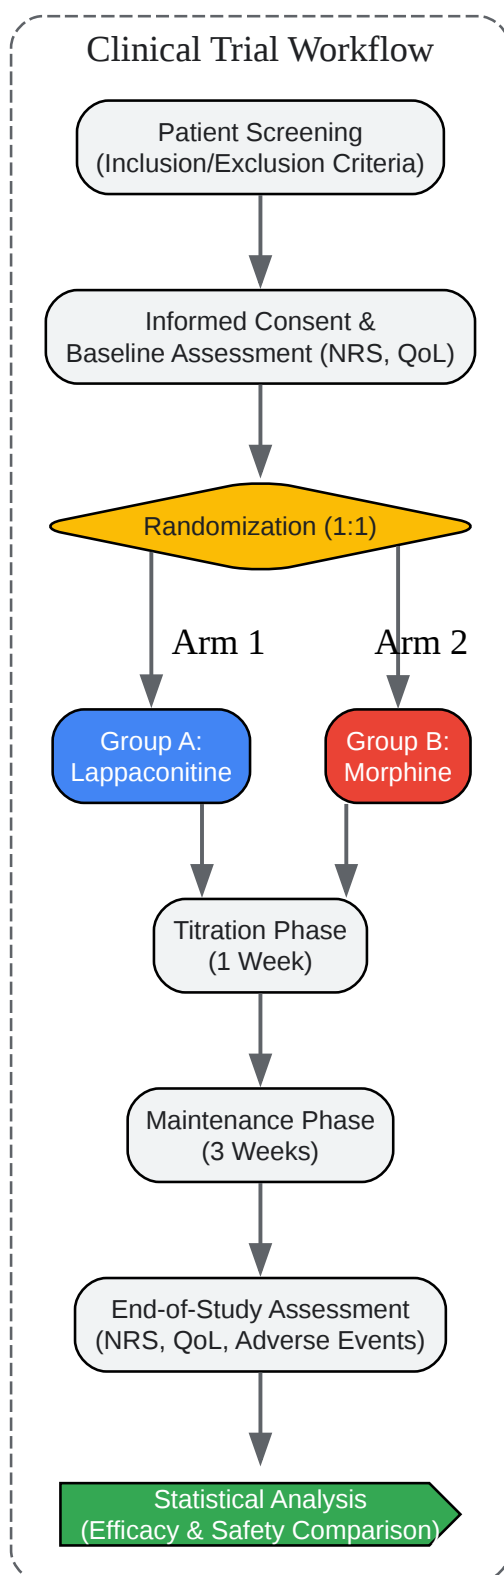 Clinical Trial Workflow
Patient Screening
(Inclusion/Exclusion Criteria)
Informed Consent &
Baseline Assessment (NRS, QoL)
Randomization (1:1)
Arm 1
Arm 2
Group A:
Lappaconitine
Group B:
Morphine
Titration Phase
(1 Week)
Maintenance Phase
(3 Weeks)
End-of-Study Assessment
(NRS, QoL, Adverse Events)
Statistical Analysis
(Efficacy & Safety Comparison)